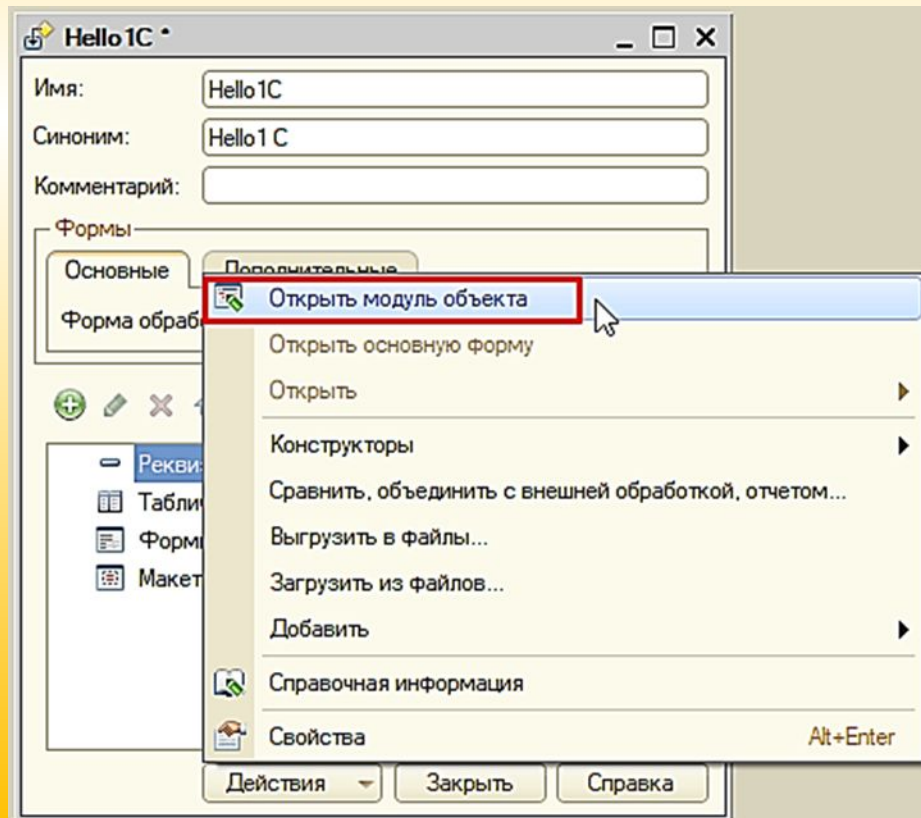 Hello1C *
Имя: Hello1C
Синоним: Hello1 C
Комментарий:
Формы
Основные
Форма
Открыть модуль объекта
Открыть основную форму
Открыть
Конструкторы
Сравнить, объединить с внешней обработкой, отчетом...
Выгрузить в файлы...
Загрузить из файлов...
Добавить
Справочная информация
Свойства Alt+Enter
Действия Закрыть Справка